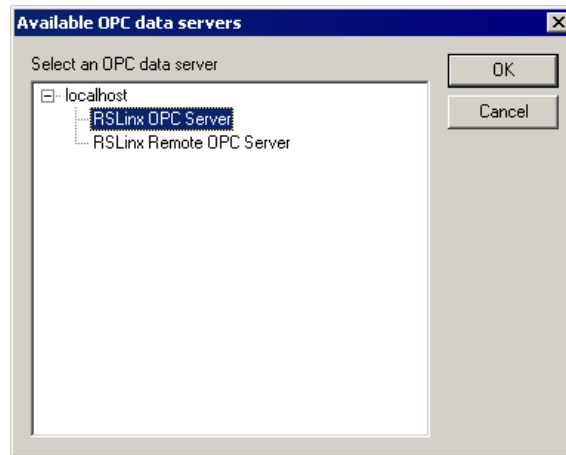 Available OPC data servers
Select an OPC data server
OK
localhost
RSLinx OPC Server
Cancel
RSLinx Remote OPC Server